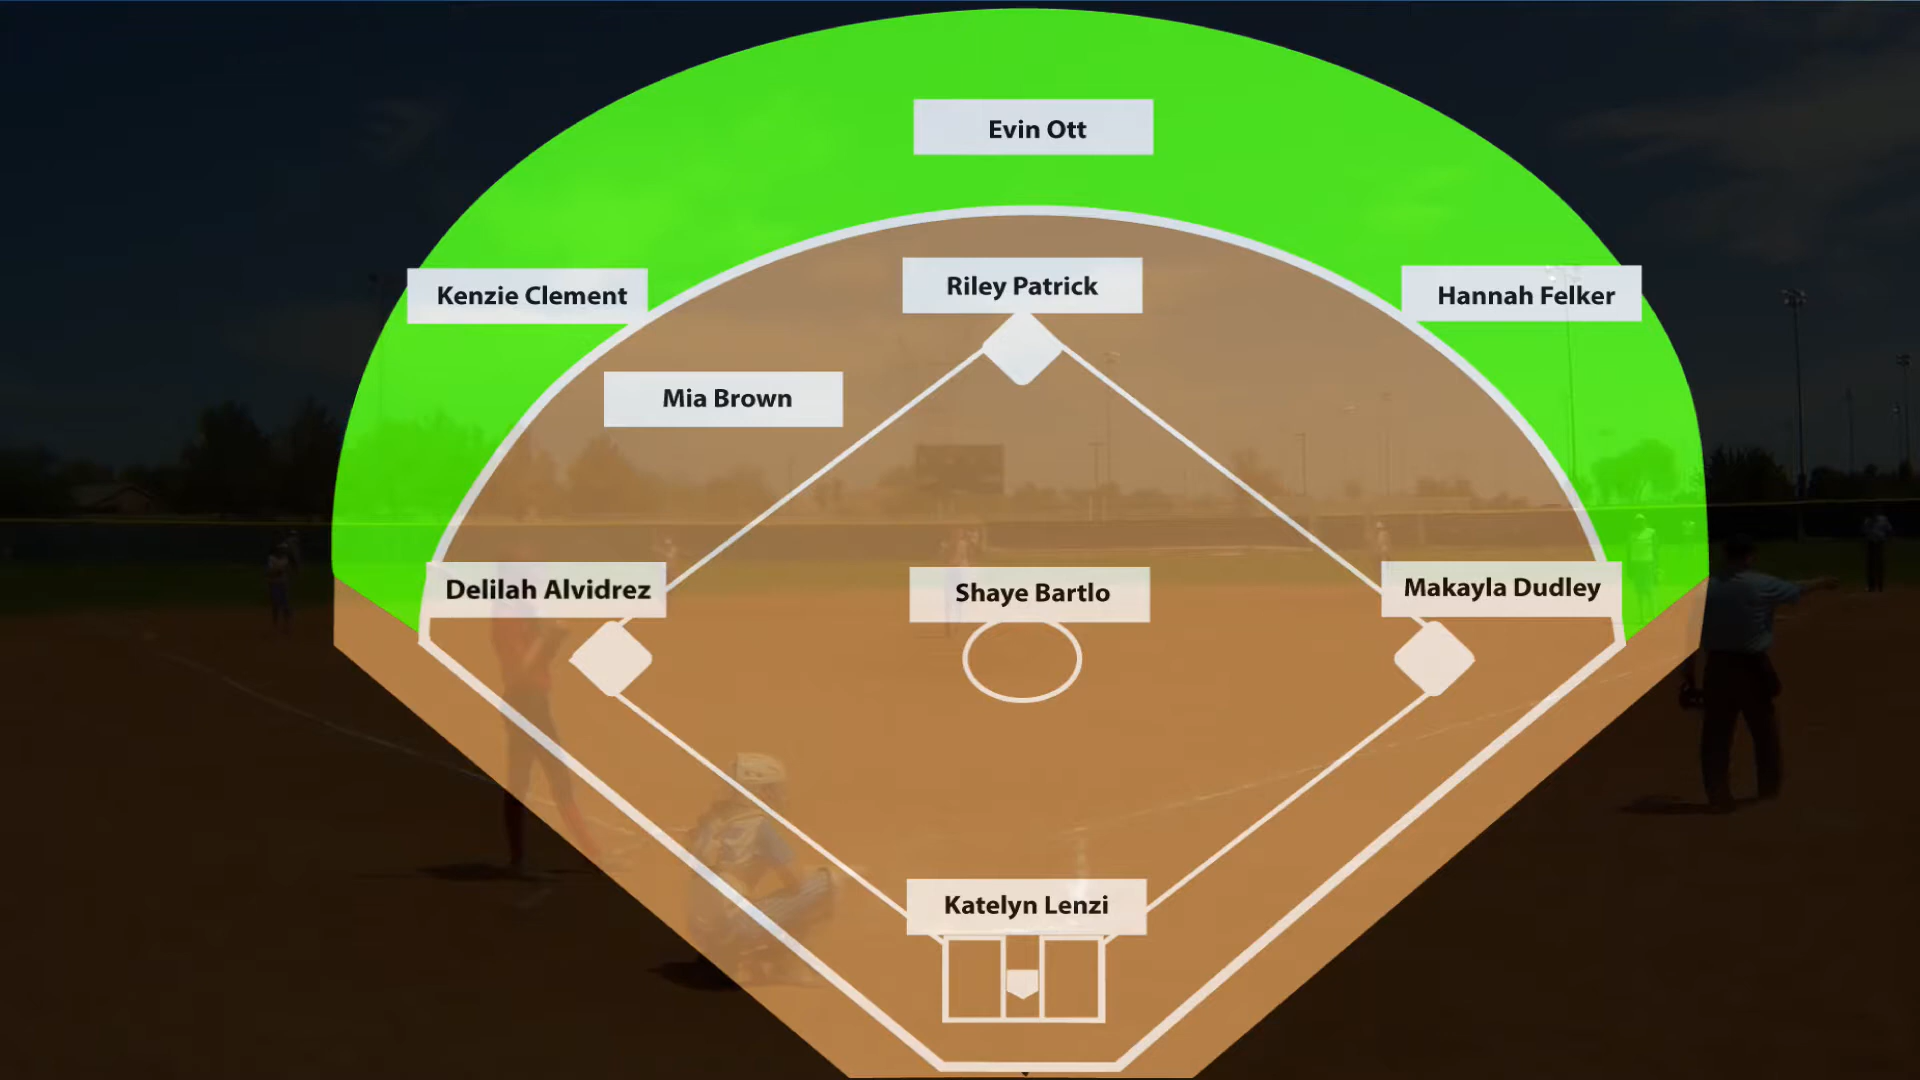 Evin Ott
Kenzie Clement
Riley Patrick
Hannah Felker
Mia Brown
Delilah Alvidrez
Shaye Bartlo
Makayla Dudley
Katelyn Lenzi